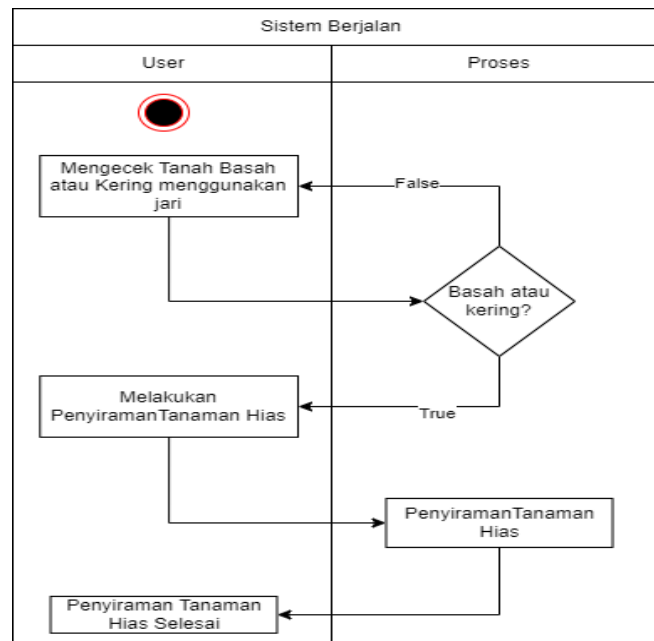 Sistem Berjalan
User
Proses
Mengecek Tanah Basah
atau Kering menggunakan
jari
False
Basah atau
kering?
Melakukan
PenyiramanTanaman Hias
True
PenyiramanTanaman
Hias
Penyiraman Tanaman
Hias Selesai